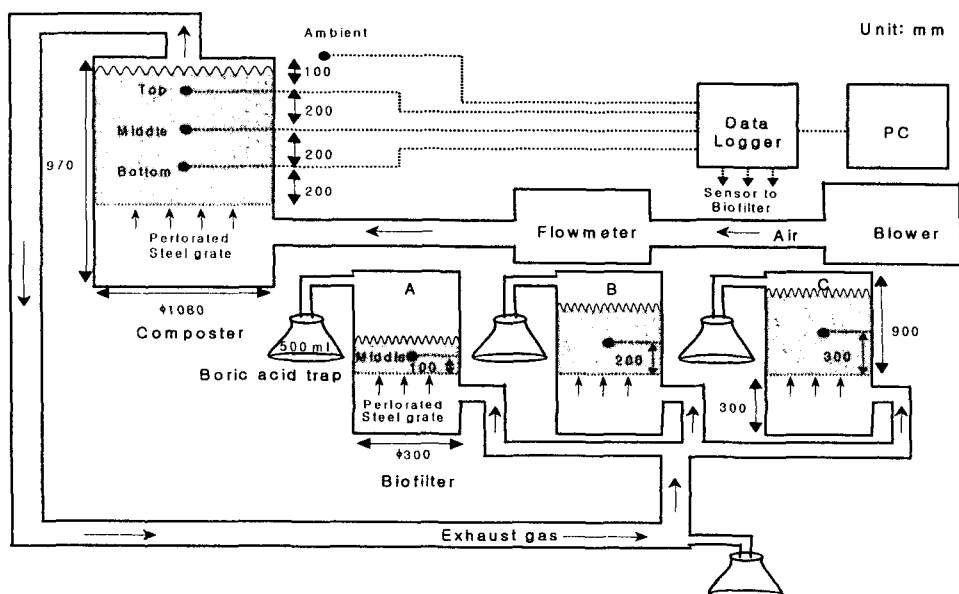 Ambient
Unit: mm
100
Top
200
Middle
200
Bottom
200
970
Data
Logger
PC
Sensor to
Biofilter
Perforated
Steel grate
Flowmeter
Air
Blower
ϕ1080
Composter
A
B
C
500 ml
Boric acid trap
Middle
100
200
300
900
300
Perforated
Steel grate
ϕ300
Biofilter
Exhaust gas